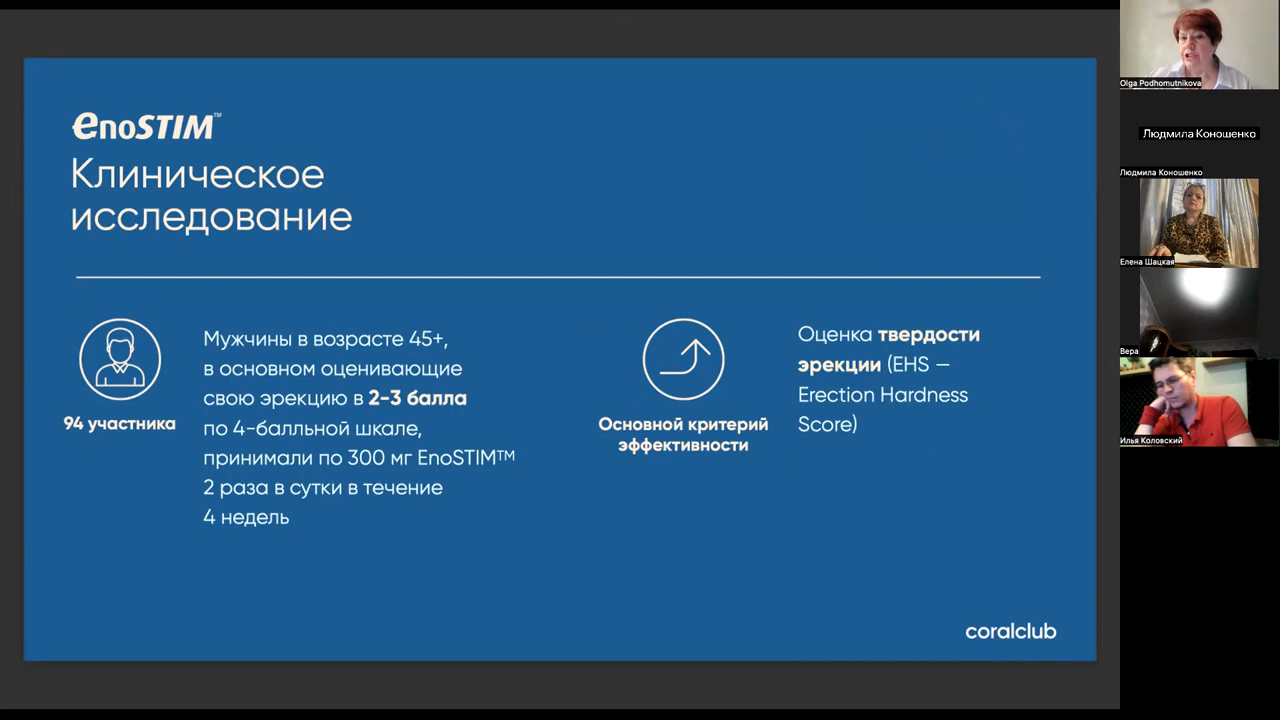 enoSTIM™
Клиническое
исследование
94 участника
Мужчины в возрасте 45+,
в основном оценивающие
свою эрекцию в 2-3 балла
по 4-балльной шкале,
принимали по 300 мг EnoSTIM™
2 раза в сутки в течение
4 недель
Основной критерий
эффективности
Оценка твердости
эрекции (EHS —
Erection Hardness
Score)
coralclub
Olga Podhomutnikova
Людмила Коношенко
Людмила Коношенко
Елена Шацкая
Вера
Илья Коловский